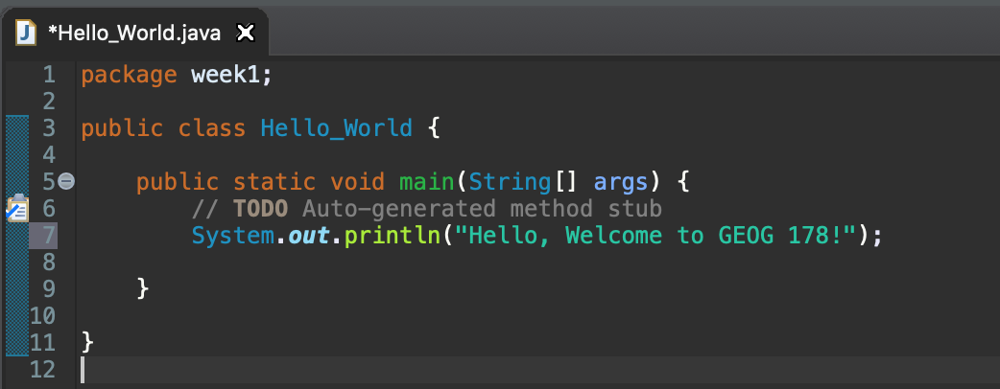 *Hello_World.java
1 package week1;
2
3 public class Hello_World {
4
5     public static void main(String[] args) {
6         // TODO Auto-generated method stub
7         System.out.println("Hello, Welcome to GEOG 178!");
8
9     }
10
11 }
12